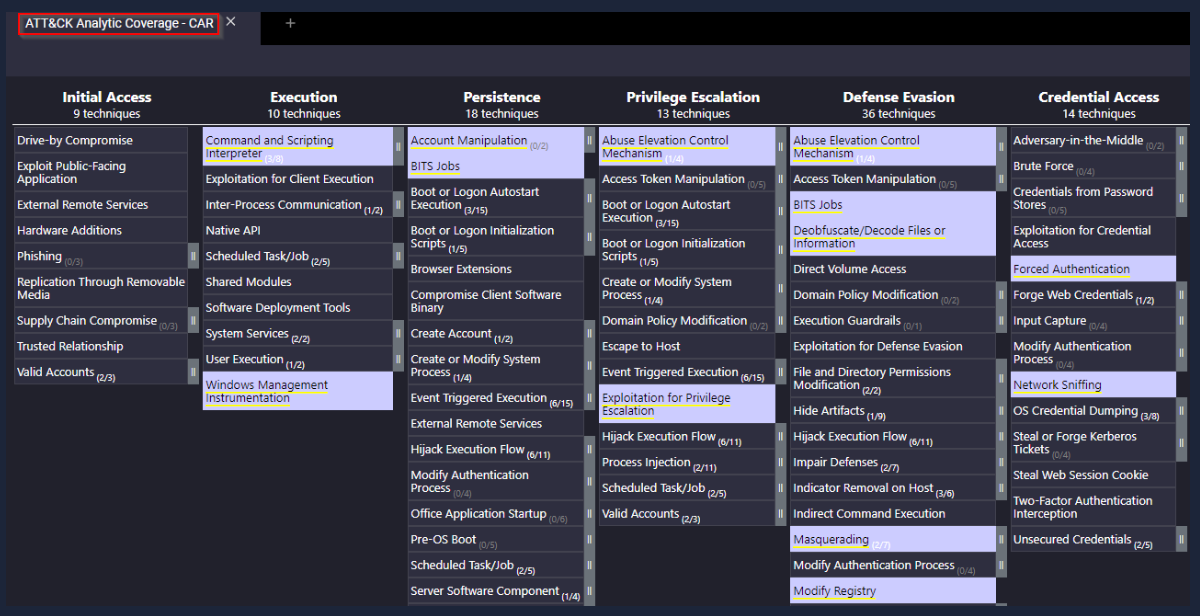 ATT&CK Analytic Coverage - CAR
Initial Access
9 techniques
Drive-by Compromise
Exploit Public-Facing
Application
External Remote Services
Hardware Additions
Phishing (0/3)
Replication Through Removable
Media
Supply Chain Compromise (0/3)
Trusted Relationship
Valid Accounts (2/3)
Execution
10 techniques
Command and Scripting
Interpreter (3/8)
Exploitation for Client Execution
Inter-Process Communication (1/2)
Native API
Scheduled Task/Job (2/5)
Shared Modules
Software Deployment Tools
System Services (2/2)
User Execution (1/2)
Windows Management
Instrumentation
Persistence
18 techniques
Account Manipulation (0/2)
BITS Jobs
Boot or Logon Autostart
Execution (3/15)
Boot or Logon Initialization
Scripts (1/5)
Browser Extensions
Compromise Client Software
Binary
Create Account (1/2)
Create or Modify System
Process (1/4)
Event Triggered Execution (6/15)
External Remote Services
Hijack Execution Flow (6/11)
Modify Authentication
Process (0/4)
Office Application Startup (0/6)
Pre-OS Boot (0/5)
Scheduled Task/Job (2/5)
Server Software Component (1/4)
Privilege Escalation
13 techniques
Abuse Elevation Control
Mechanism (1/4)
Access Token Manipulation (0/5)
Boot or Logon Autostart
Execution (3/15)
Boot or Logon Initialization
Scripts (1/5)
Create or Modify System
Process (1/4)
Domain Policy Modification (0/2)
Escape to Host
Event Triggered Execution (6/15)
Exploitation for Privilege
Escalation
Hijack Execution Flow (6/11)
Process Injection (2/11)
Scheduled Task/Job (2/5)
Valid Accounts (2/3)
Defense Evasion
36 techniques
Abuse Elevation Control
Mechanism (1/4)
Access Token Manipulation (0/5)
BITS Jobs
Deobfuscate/Decode Files or
Information
Direct Volume Access
Domain Policy Modification (0/2)
Execution Guardrails (0/1)
Exploitation for Defense Evasion
File and Directory Permissions
Modification (2/2)
Hide Artifacts (1/9)
Hijack Execution Flow (6/11)
Impair Defenses (2/7)
Indicator Removal on Host (3/6)
Indirect Command Execution
Masquerading (2/7)
Modify Authentication Process (0/4)
Modify Registry
Credential Access
14 techniques
Adversary-in-the-Middle (0/2)
Brute Force (0/4)
Credentials from Password
Stores (0/5)
Exploitation for Credential
Access
Forced Authentication
Forge Web Credentials (1/2)
Input Capture (0/4)
Modify Authentication
Process (0/4)
Network Sniffing
OS Credential Dumping (3/8)
Steal or Forge Kerberos
Tickets (0/4)
Steal Web Session Cookie
Two-Factor Authentication
Interception
Unsecured Credentials (2/5)